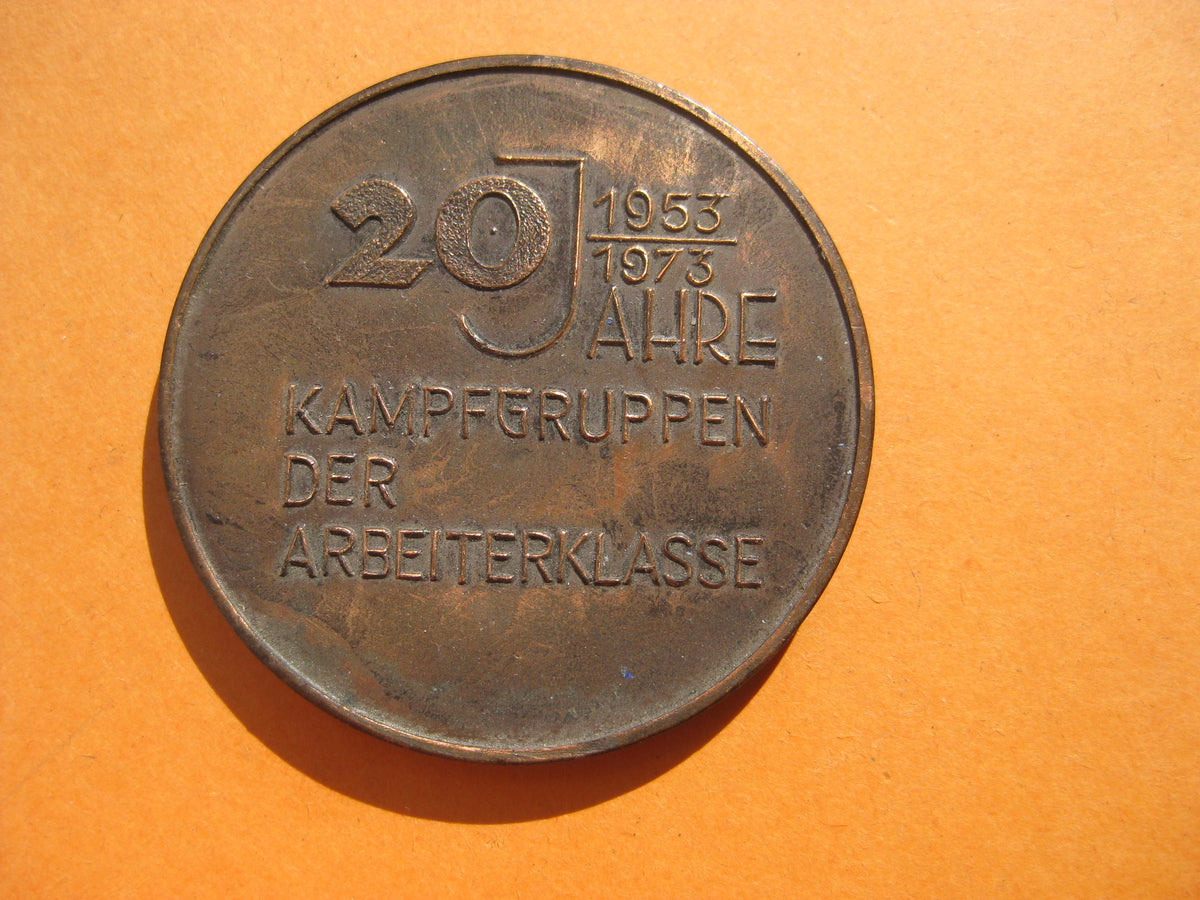 20 JAHRE
1953
1973
KAMPFGRUPPEN
DER
ARBEITERKLASSE